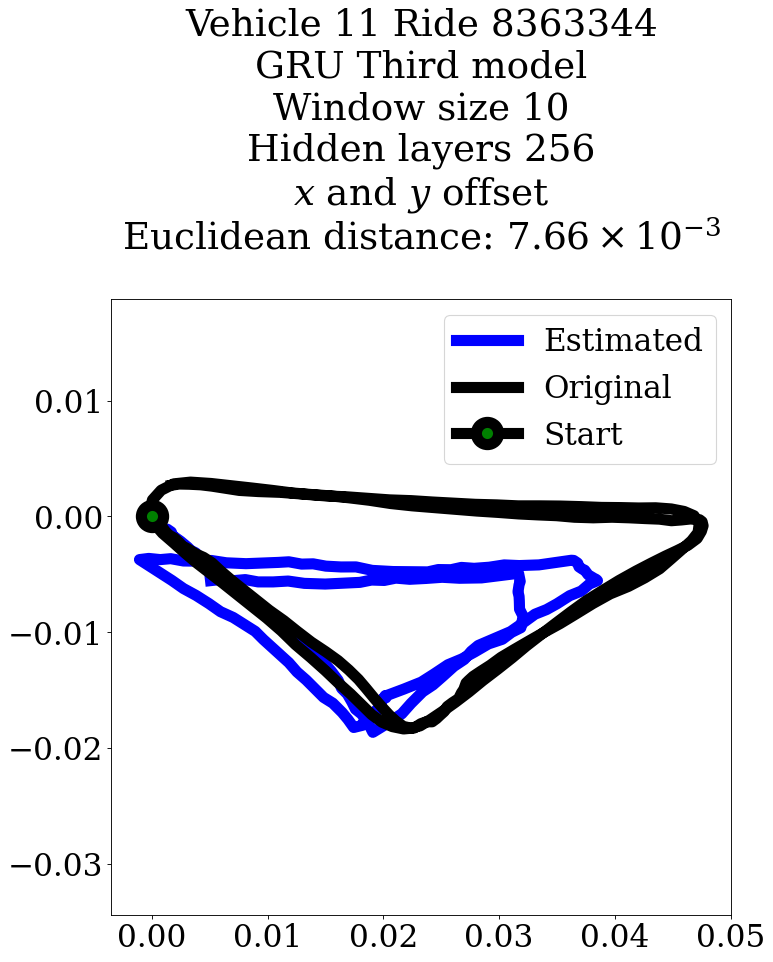 Vehicle 11 Ride 8363344
GRU Third model
Window size 10
Hidden layers 256
x and y offset
Euclidean distance: 7.66 × 10⁻³
Estimated
Original
Start
0.01
0.00
−0.01
−0.02
−0.03
0.00 0.01 0.02 0.03 0.04 0.05